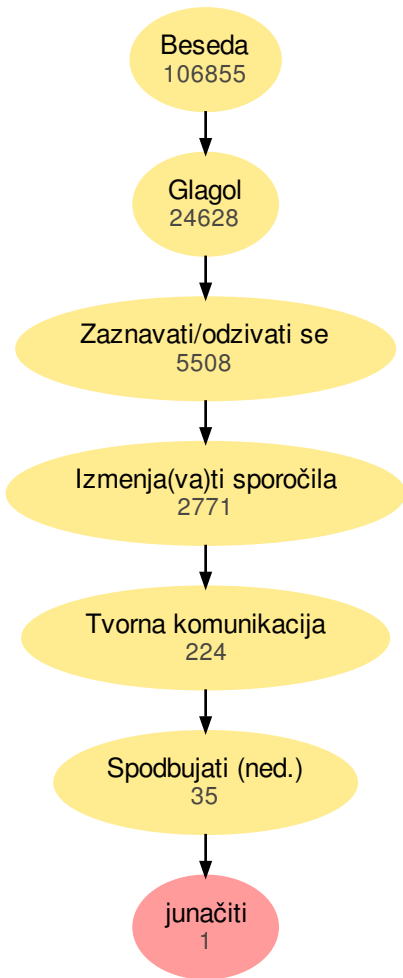 Beseda
106855
Glagol
24628
Zaznavati/odzivati se
5508
Izmenja(va)ti sporočila
2771
Tvorna komunikacija
224
Spodbujati (ned.)
35
junačiti
1